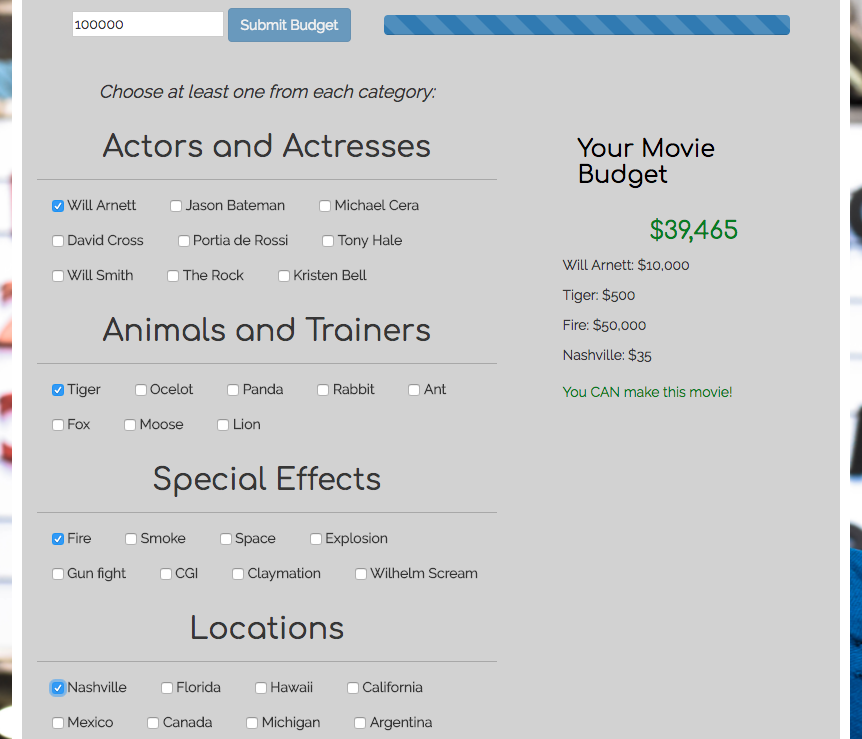 100000 Submit Budget
Choose at least one from each category:
Actors and Actresses
Will Arnett Jason Bateman Michael Cera
David Cross Portia de Rossi Tony Hale
Will Smith The Rock Kristen Bell
Animals and Trainers
Tiger Ocelot Panda Rabbit Ant
Fox Moose Lion
Special Effects
Fire Smoke Space Explosion
Gun fight CGI Claymation Wilhelm Scream
Locations
Nashville Florida Hawaii California
Mexico Canada Michigan Argentina
Your Movie
Budget
$39,465
Will Arnett: $10,000
Tiger: $500
Fire: $50,000
Nashville: $35
You CAN make this movie!